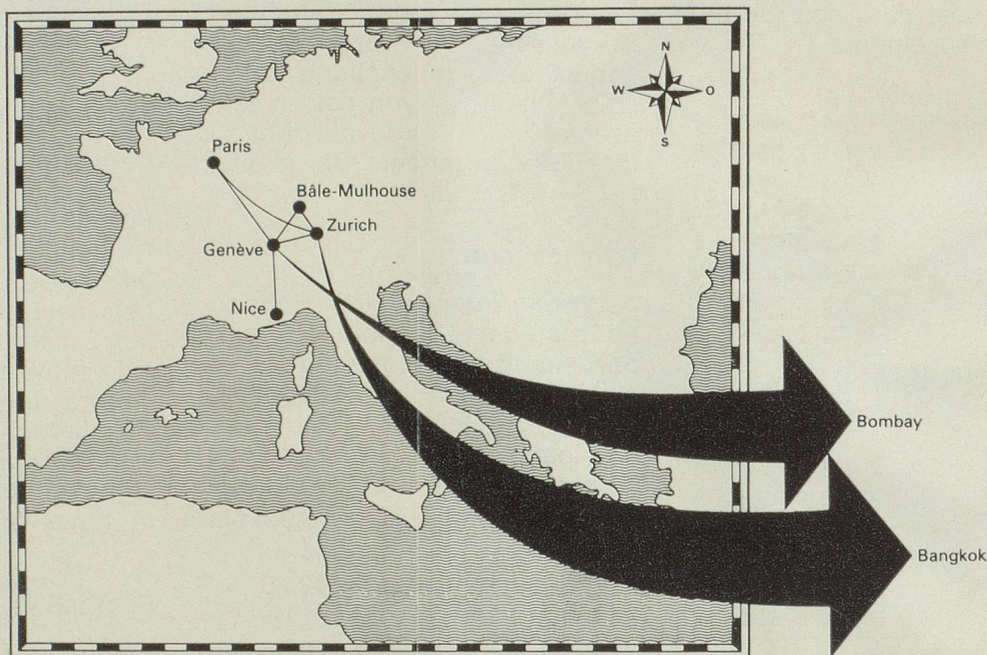 N
W O
S
Paris
Bâle-Mulhouse
Zurich
Genève
Nice
Bombay
Bangkok